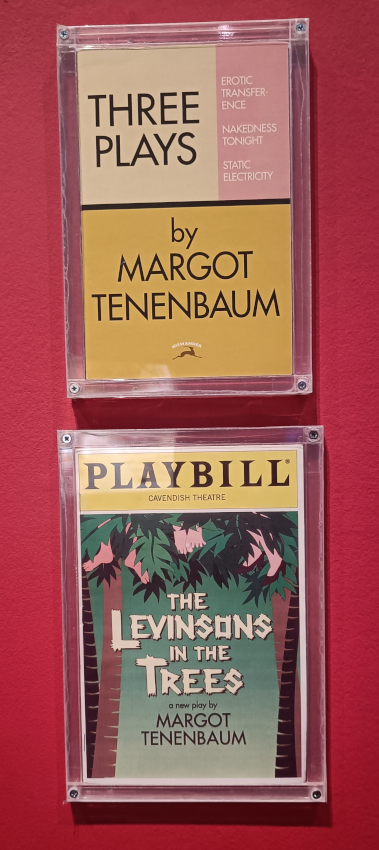 THREE
PLAYS
EROTIC
TRANSFER-
ENCE
NAKEDNESS
TONIGHT
STATIC
ELECTRICITY
by
MARGOT
TENENBAUM
PLAYBILL®
CAVENDISH THEATRE
THE
LEVINSONS
IN THE
TREES
a new play by
MARGOT
TENENBAUM